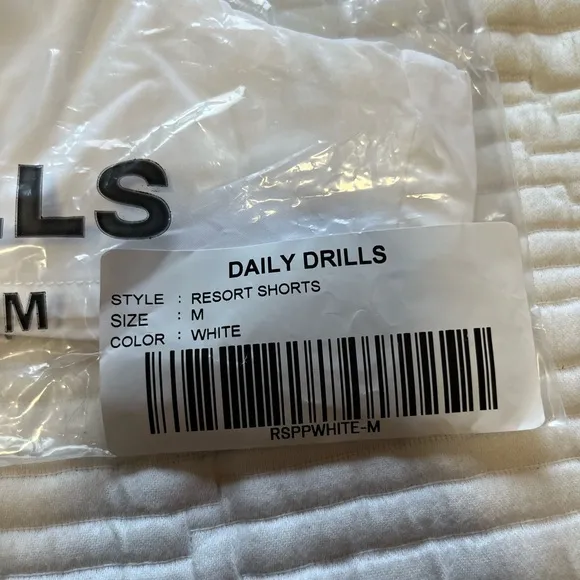 LLS
M
DAILY DRILLS
STYLE : RESORT SHORTS
SIZE : M
COLOR : WHITE
RSPPWHITE-M